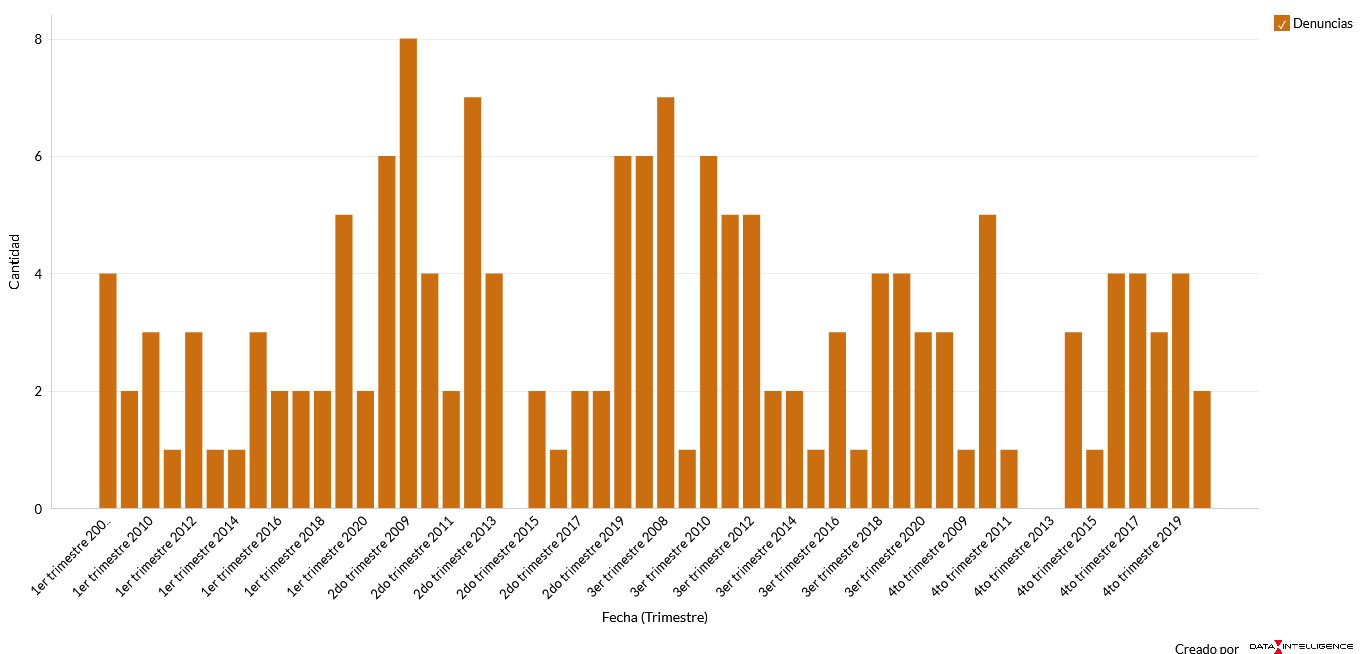 Denuncias
8
6
4
2
0
Cantidad
1er trimestre 200..
1er trimestre 2010
1er trimestre 2012
1er trimestre 2014
1er trimestre 2016
1er trimestre 2018
1er trimestre 2020
2do trimestre 2009
2do trimestre 2011
2do trimestre 2013
2do trimestre 2015
2do trimestre 2017
2do trimestre 2019
3er trimestre 2008
3er trimestre 2010
3er trimestre 2012
3er trimestre 2014
3er trimestre 2016
3er trimestre 2018
3er trimestre 2020
4to trimestre 2009
4to trimestre 2011
4to trimestre 2013
4to trimestre 2015
4to trimestre 2017
4to trimestre 2019
Fecha (Trimestre)
Creado por DATA INTELLIGENCE